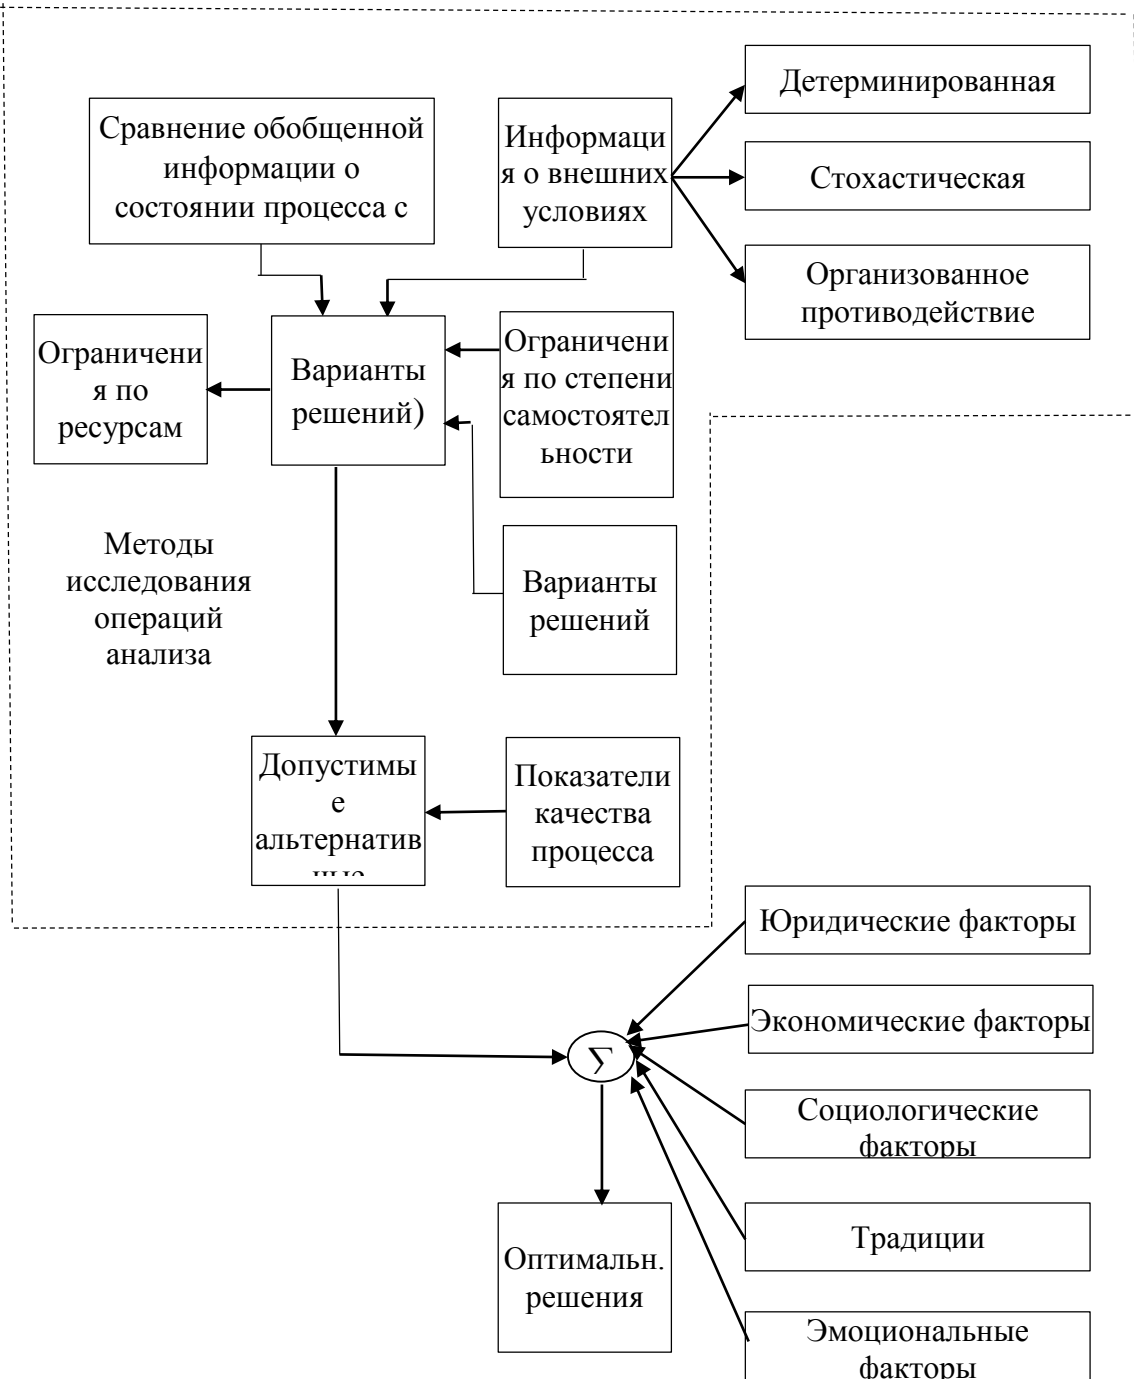 Детерминированная
Сравнение обобщенной
информации о
состоянии процесса с
Информаци
я о внешних
условиях
Стохастическая
Организованное
противодействие
Ограничени
я по
ресурсам
Варианты
решений)
Ограничени
я по степени
самостоятел
ьности
Методы
исследования
операций
анализа
Варианты
решений
Допустимы
е
альтернатив
Показатели
качества
процесса
Юридические факторы
Экономические факторы
∑
Социологические
факторы
Традиции
Оптимальн.
решения
Эмоциональные
факторы